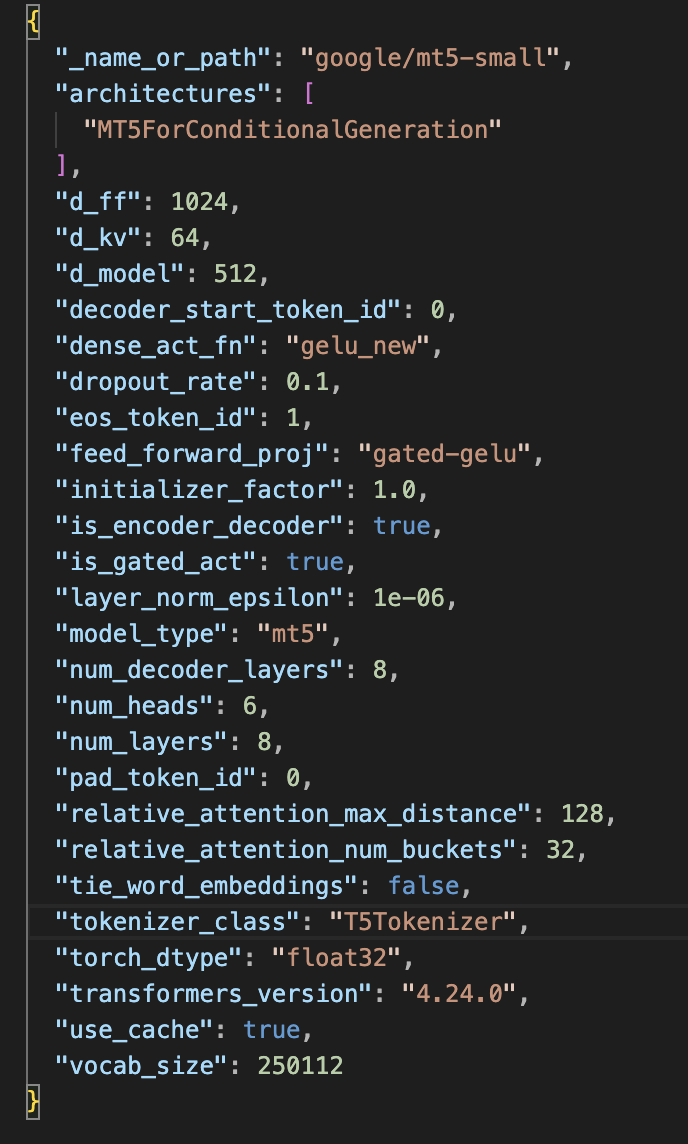 {
"_name_or_path": "google/mt5-small",
"architectures": [
"MT5ForConditionalGeneration"
],
"d_ff": 1024,
"d_kv": 64,
"d_model": 512,
"decoder_start_token_id": 0,
"dense_act_fn": "gelu_new",
"dropout_rate": 0.1,
"eos_token_id": 1,
"feed_forward_proj": "gated-gelu",
"initializer_factor": 1.0,
"is_encoder_decoder": true,
"is_gated_act": true,
"layer_norm_epsilon": 1e-06,
"model_type": "mt5",
"num_decoder_layers": 8,
"num_heads": 6,
"num_layers": 8,
"pad_token_id": 0,
"relative_attention_max_distance": 128,
"relative_attention_num_buckets": 32,
"tie_word_embeddings": false,
"tokenizer_class": "T5Tokenizer",
"torch_dtype": "float32",
"transformers_version": "4.24.0",
"use_cache": true,
"vocab_size": 250112
}